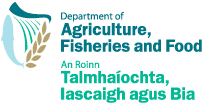 Department of
Agriculture,
Fisheries and Food
An Roinn
Talmhaíochta,
Iascaigh agus Bia